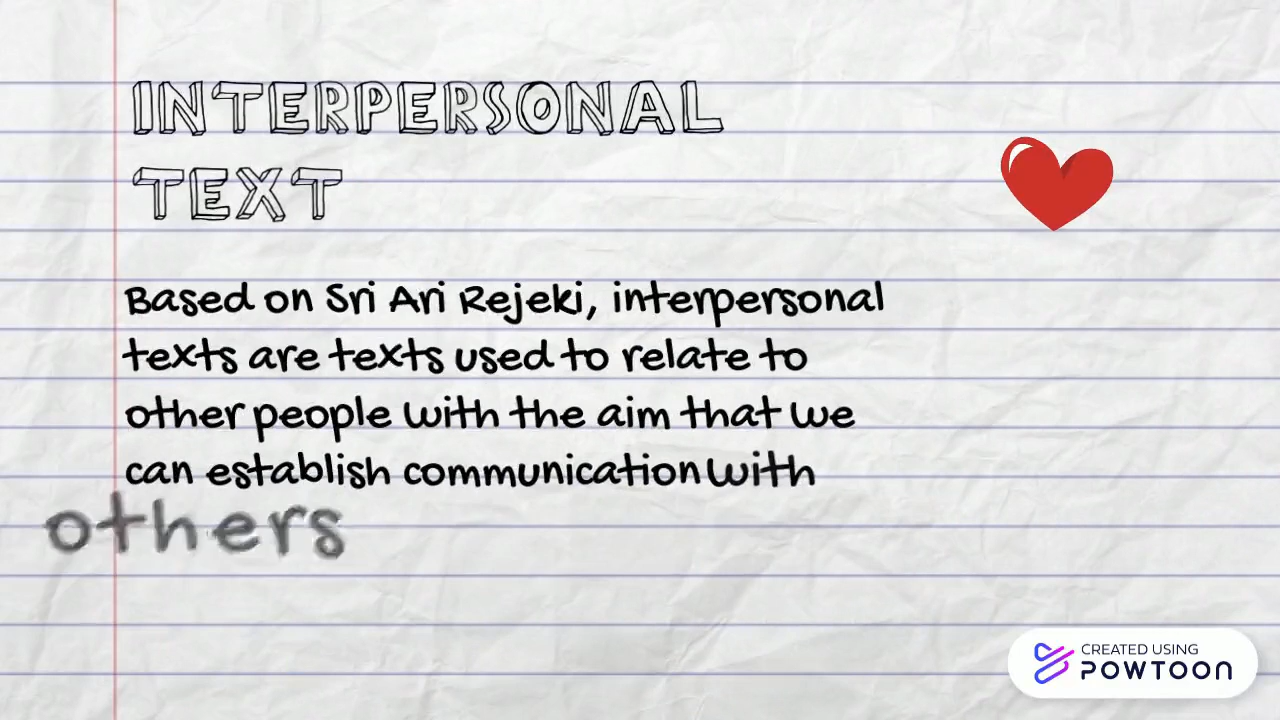 INTERPERSONAL
TEXT
Based on Sri Ari Rejeki, interpersonal
texts are texts used to relate to
other people with the aim that we
can establish communication with
others
CREATED USING
POWTOON